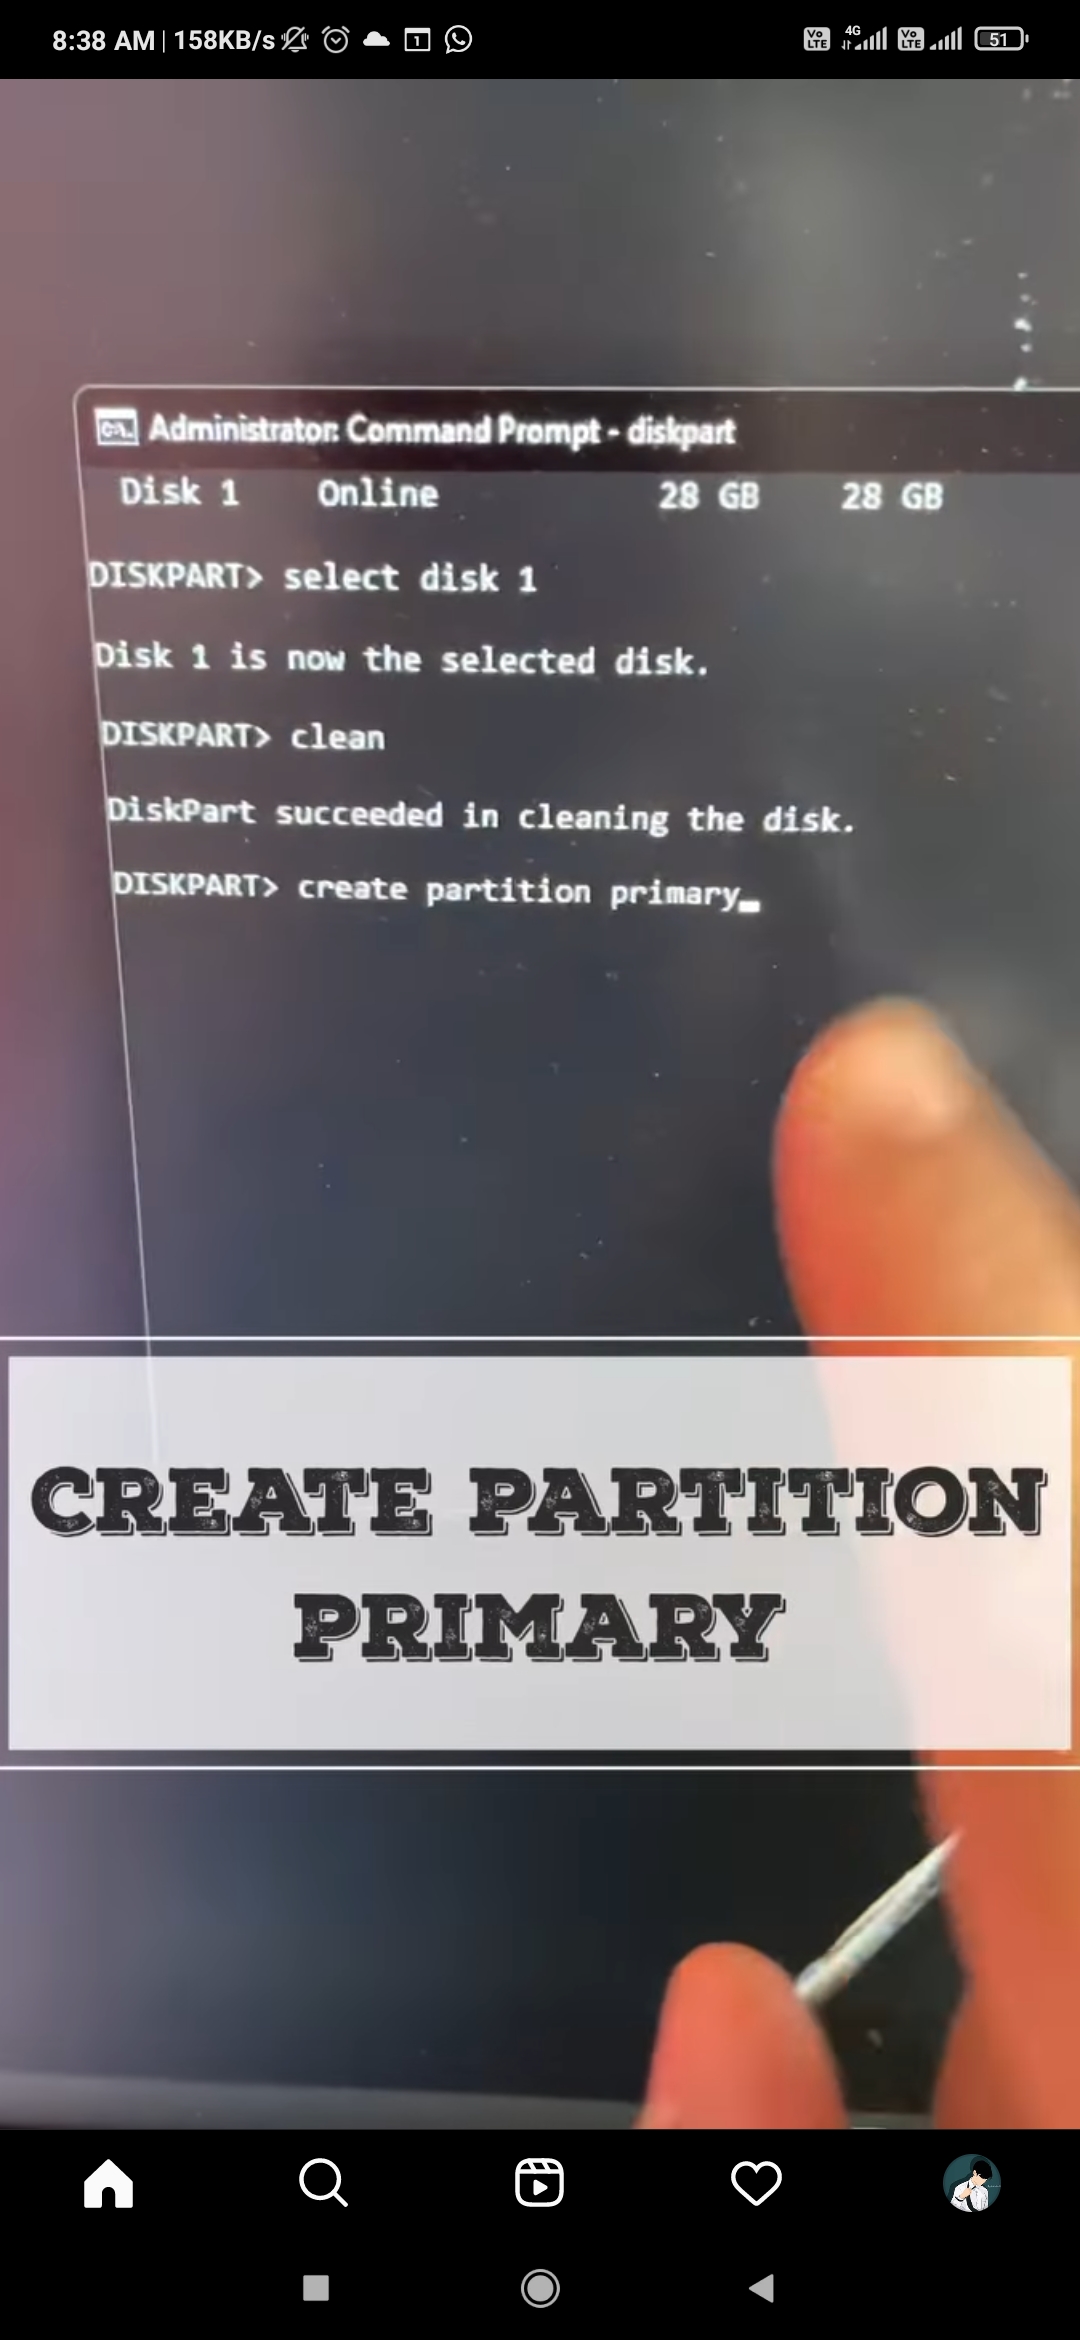 8:38 AM | 158KB/s 1 Vo LTE 4G Vo LTE 51
C:\. Administrator: Command Prompt - diskpart
Disk 1 Online 28 GB 28 GB
DISKPART> select disk 1
Disk 1 is now the selected disk.
DISKPART> clean
DiskPart succeeded in cleaning the disk.
DISKPART> create partition primary
CREATE PARTITION
PRIMARY